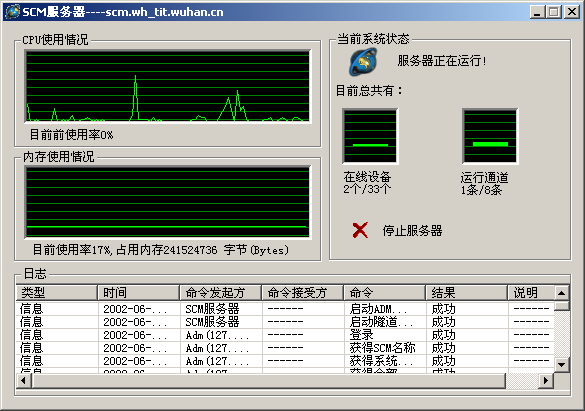 SCM服务器----scm.wh_tit.wuhan.cn
CPU使用情况
目前前使用率0%
内存使用情况
目前使用率17%,占用内存241524736 字节(Bytes)
当前系统状态
服务器正在运行!
目前总共有:
在线设备
2个/33个
运行通道
1条/8条
停止服务器
日志
类型 时间 命令发起方 命令接受方 命令 结果 说明
信息 2002-06-... SCM服务器 ------ 启动ADM... 成功 ------
信息 2002-06-... SCM服务器 ------ 启动隧道... 成功 ------
信息 2002-06-... Adm(127.... ------ 登录 成功 ------
信息 2002-06-... Adm(127.... ------ 获得SCM名称 成功 ------
信息 2002-06-... Adm(127.... ------ 获得系统... 成功 ------
信息 2002-06-... Adm(127.... ------ 成功 ------